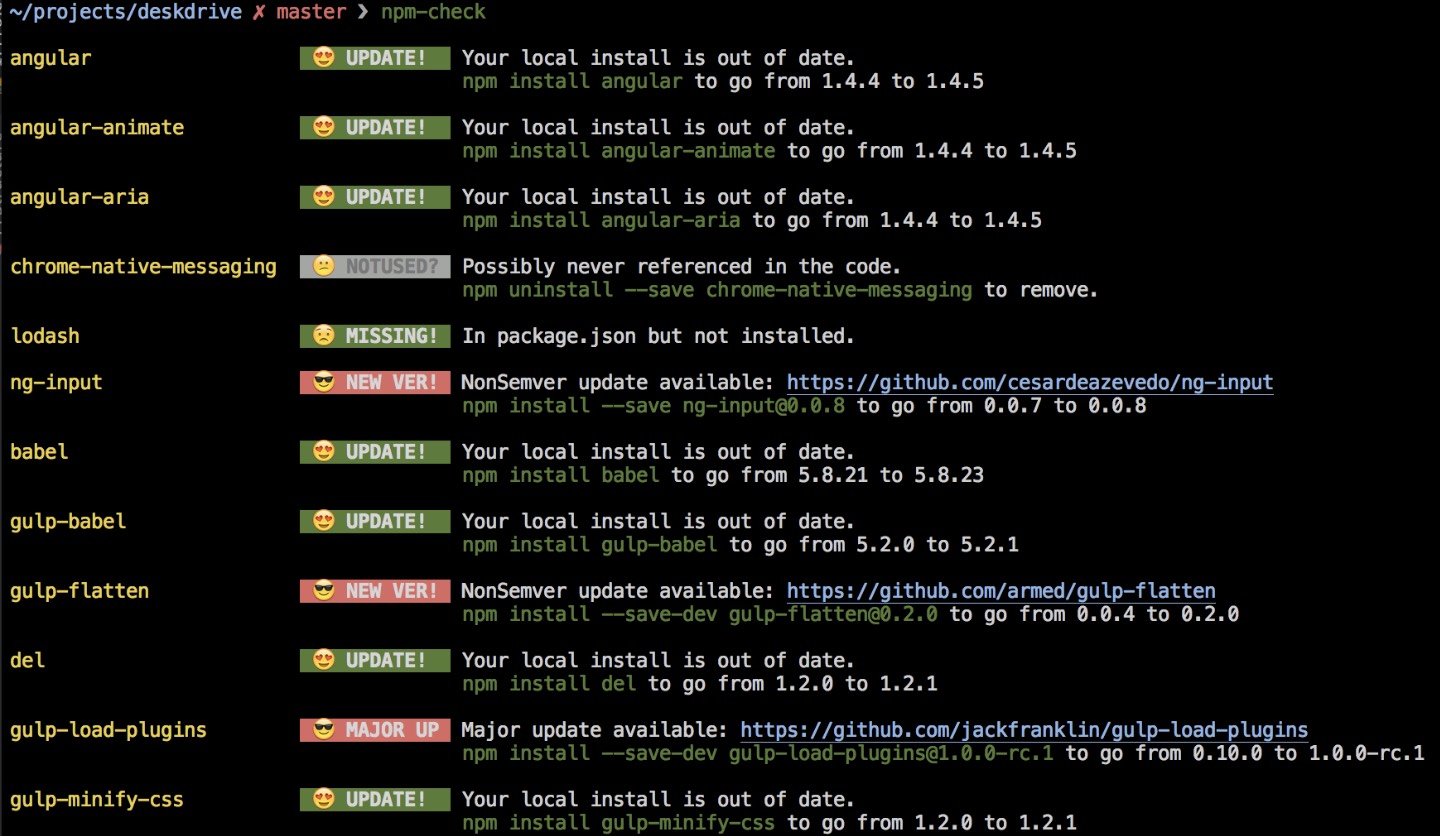 ~/projects/deskdrive ✗ master ❯ npm-check
angular 😍 UPDATE! Your local install is out of date.
npm install angular to go from 1.4.4 to 1.4.5
angular-animate 😍 UPDATE! Your local install is out of date.
npm install angular-animate to go from 1.4.4 to 1.4.5
angular-aria 😍 UPDATE! Your local install is out of date.
npm install angular-aria to go from 1.4.4 to 1.4.5
chrome-native-messaging 😕 NOTUSED? Possibly never referenced in the code.
npm uninstall --save chrome-native-messaging to remove.
lodash 😟 MISSING! In package.json but not installed.
ng-input 😎 NEW VER! NonSemver update available: https://github.com/cesardeazevedo/ng-input
npm install --save ng-input@0.0.8 to go from 0.0.7 to 0.0.8
babel 😍 UPDATE! Your local install is out of date.
npm install babel to go from 5.8.21 to 5.8.23
gulp-babel 😍 UPDATE! Your local install is out of date.
npm install gulp-babel to go from 5.2.0 to 5.2.1
gulp-flatten 😎 NEW VER! NonSemver update available: https://github.com/armed/gulp-flatten
npm install --save-dev gulp-flatten@0.2.0 to go from 0.0.4 to 0.2.0
del 😍 UPDATE! Your local install is out of date.
npm install del to go from 1.2.0 to 1.2.1
gulp-load-plugins 😎 MAJOR UP Major update available: https://github.com/jackfranklin/gulp-load-plugins
npm install --save-dev gulp-load-plugins@1.0.0-rc.1 to go from 0.10.0 to 1.0.0-rc.1
gulp-minify-css 😍 UPDATE! Your local install is out of date.
npm install gulp-minify-css to go from 1.2.0 to 1.2.1